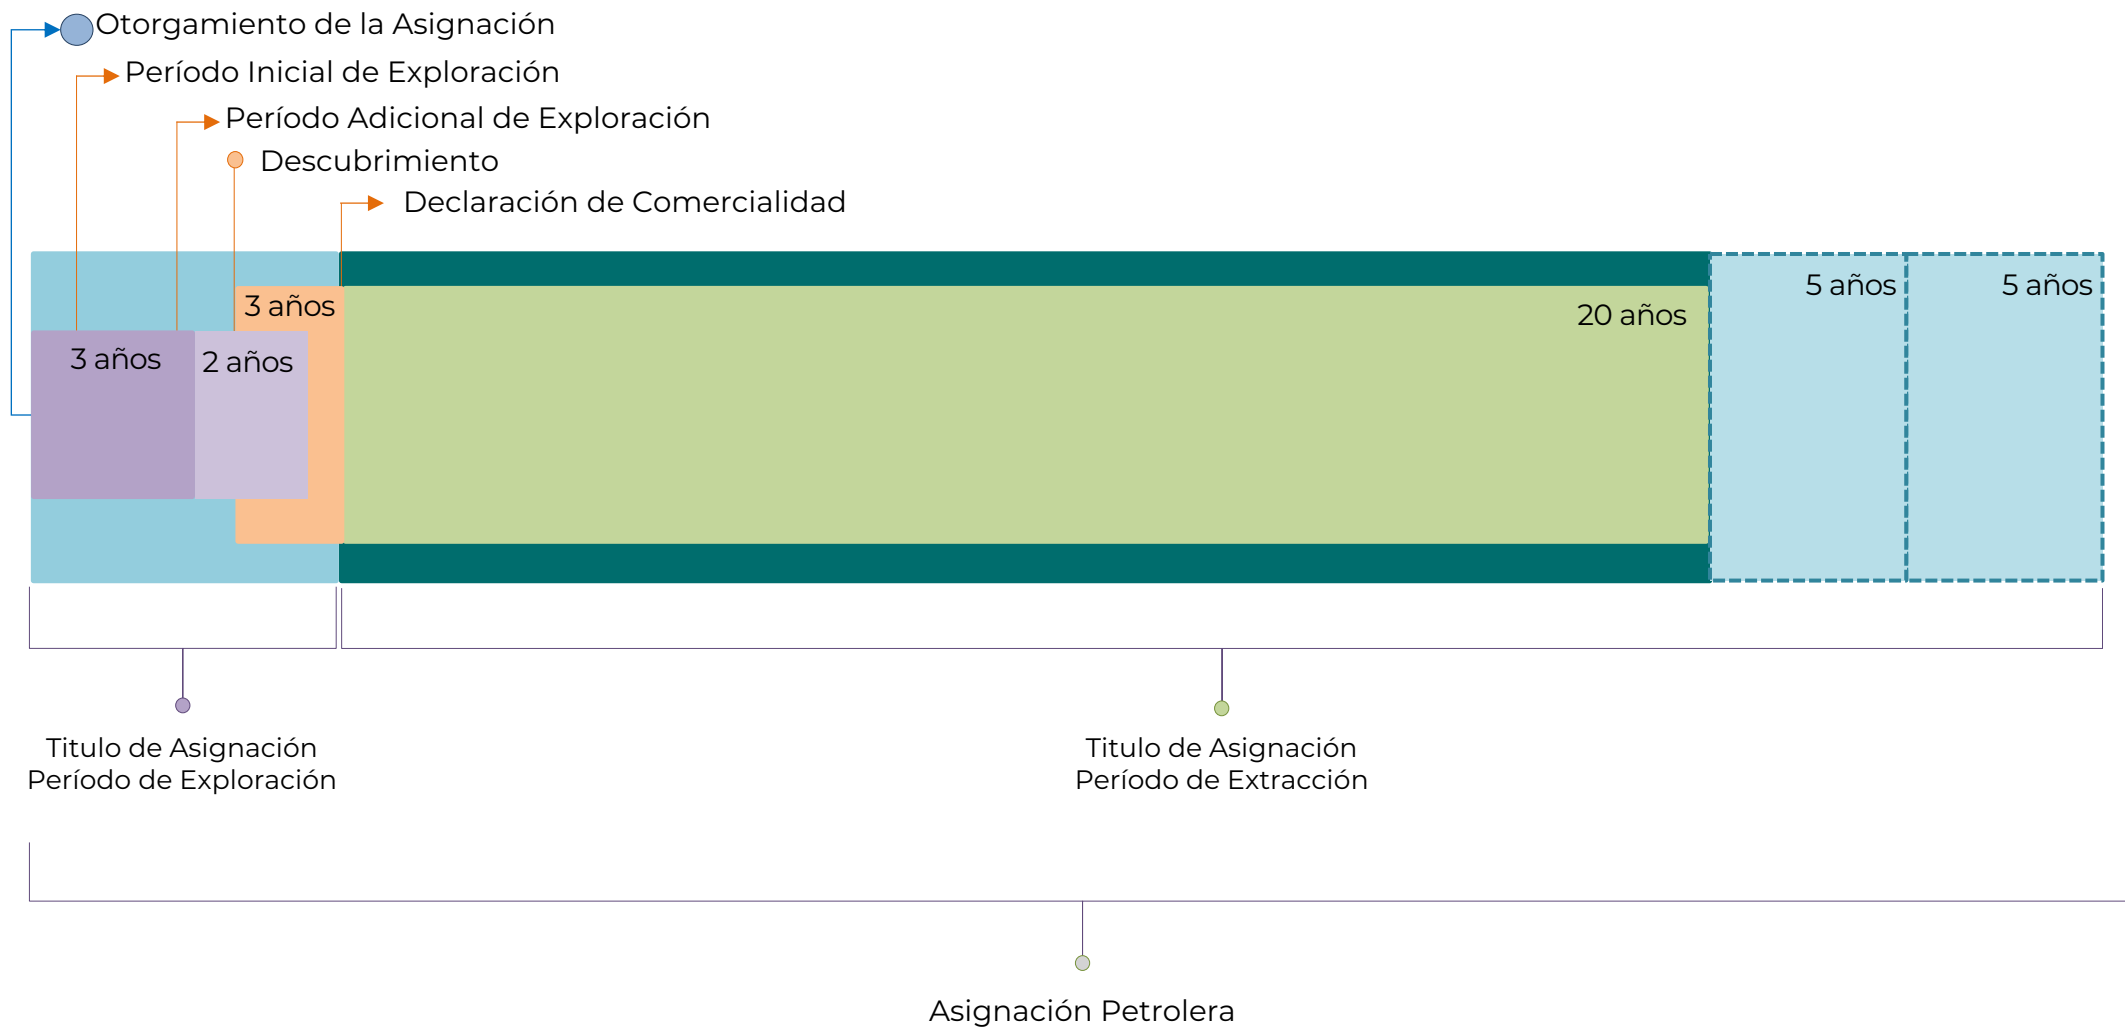 Otorgamiento de la Asignación
Período Inicial de Exploración
Período Adicional de Exploración
Descubrimiento
Declaración de Comercialidad
3 años
2 años
3 años
20 años
5 años
5 años
Titulo de Asignación
Período de Exploración
Titulo de Asignación
Período de Extracción
Asignación Petrolera